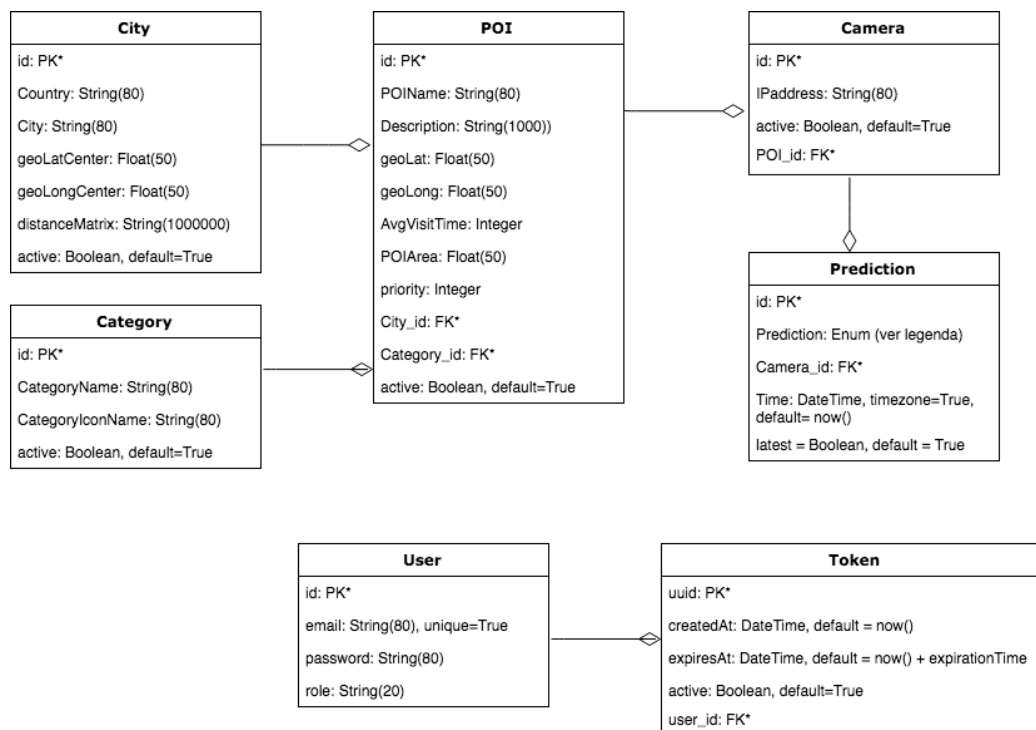 City
id: PK*
Country: String(80)
City: String(80)
geoLatCenter: Float(50)
geoLongCenter: Float(50)
distanceMatrix: String(1000000)
active: Boolean, default=True
POI
id: PK*
POIName: String(80)
Description: String(1000))
geoLat: Float(50)
geoLong: Float(50)
AvgVisitTime: Integer
POIArea: Float(50)
priority: Integer
City_id: FK*
Category_id: FK*
active: Boolean, default=True
Camera
id: PK*
IPaddress: String(80)
active: Boolean, default=True
POI_id: FK*
Category
id: PK*
CategoryName: String(80)
CategoryIconName: String(80)
active: Boolean, default=True
Prediction
id: PK*
Prediction: Enum (ver legenda)
Camera_id: FK*
Time: DateTime, timezone=True,
default= now()
latest = Boolean, default = True
User
id: PK*
email: String(80), unique=True
password: String(80)
role: String(20)
Token
uuid: PK*
createdAt: DateTime, default = now()
expiresAt: DateTime, default = now() + expirationTime
active: Boolean, default=True
user_id: FK*